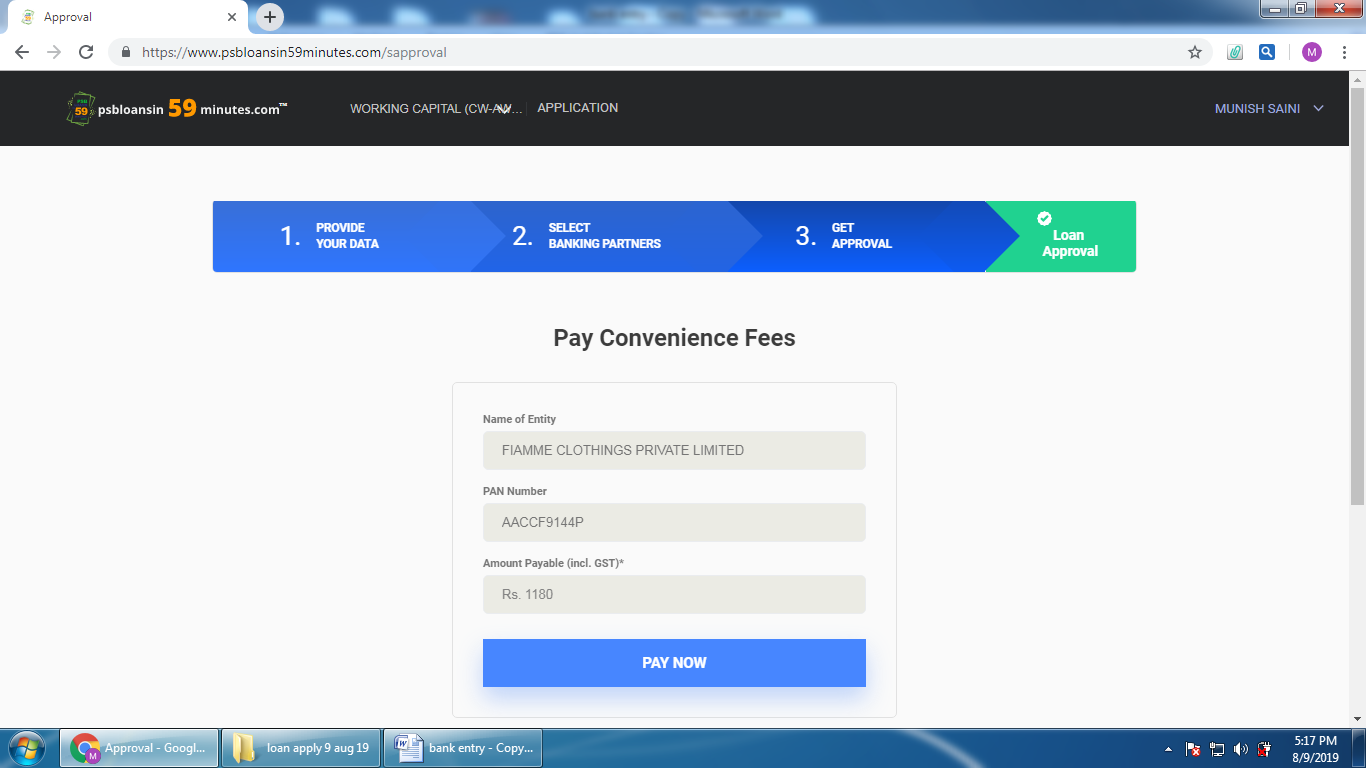 Approval
https://www.psbloansin59minutes.com/sapproval
M
PSB
59
psbloansin 59 minutes.com™
WORKING CAPITAL (CW-AW...
APPLICATION
MUNISH SAINI
1. PROVIDE
YOUR DATA
2. SELECT
BANKING PARTNERS
3. GET
APPROVAL
Loan
Approval
Pay Convenience Fees
Name of Entity
FIAMME CLOTHINGS PRIVATE LIMITED
PAN Number
AACCF9144P
Amount Payable (incl. GST)*
Rs. 1180
PAY NOW
M
Approval - Googl...
loan apply 9 aug 19
bank entry - Copy...
5:17 PM
8/9/2019